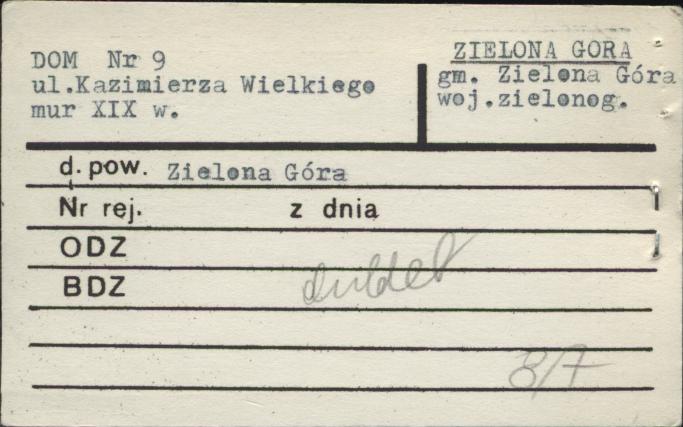 DOM Nr 9
ul.Kazimierza Wielkiego
mur XIX w.
ZIELONA GORA
gm. Zielona Góra
woj.zielonog.
d. pow. Zielona Góra
Nr rej. z dnia
ODZ
BDZ
dublet
8/7